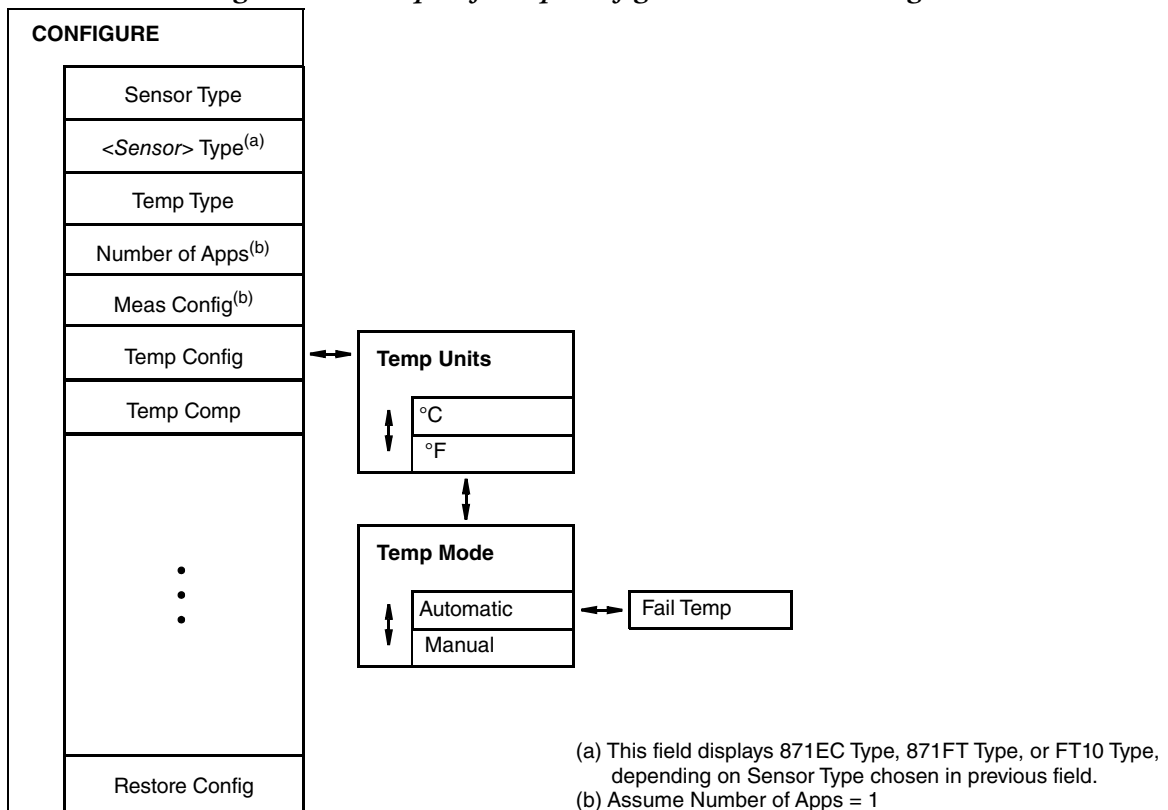 CONFIGURE
Sensor Type
<Sensor> Type(a)
Temp Type
Number of Apps(b)
Meas Config(b)
Temp Config
Temp Comp
Restore Config
Temp Units
°C
°F
Temp Mode
Automatic
Manual
Fail Temp
(a) This field displays 871EC Type, 871FT Type, or FT10 Type,
depending on Sensor Type chosen in previous field.
(b) Assume Number of Apps = 1